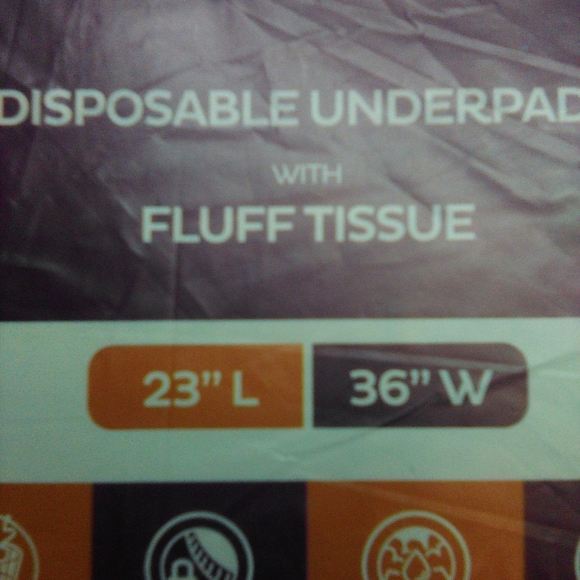 DISPOSABLE UNDERPAD
WITH
FLUFF TISSUE
23” L 36” W